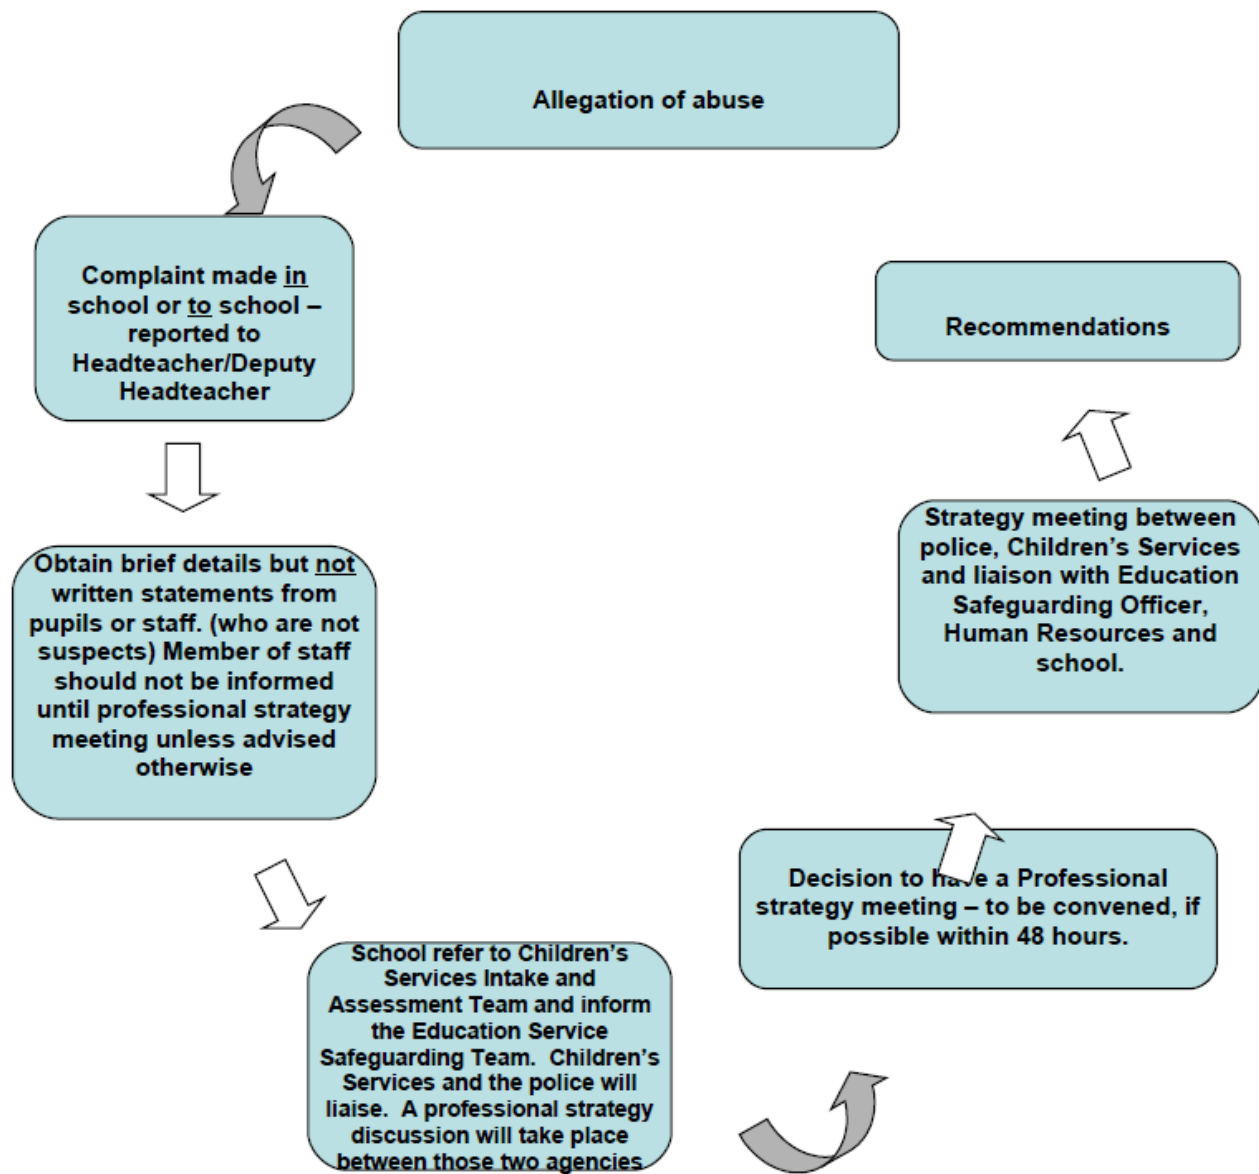 Allegation of abuse
Complaint made in
school or to school –
reported to
Headteacher/Deputy
Headteacher
Obtain brief details but not
written statements from
pupils or staff. (who are not
suspects) Member of staff
should not be informed
until professional strategy
meeting unless advised
otherwise
School refer to Children's
Services Intake and
Assessment Team and inform
the Education Service
Safeguarding Team.  Children's
Services and the police will
liaise.  A professional strategy
discussion will take place
between those two agencies
Decision to have a Professional
strategy meeting – to be convened, if
possible within 48 hours.
Strategy meeting between
police, Children's Services
and liaison with Education
Safeguarding Officer,
Human Resources and
school.
Recommendations